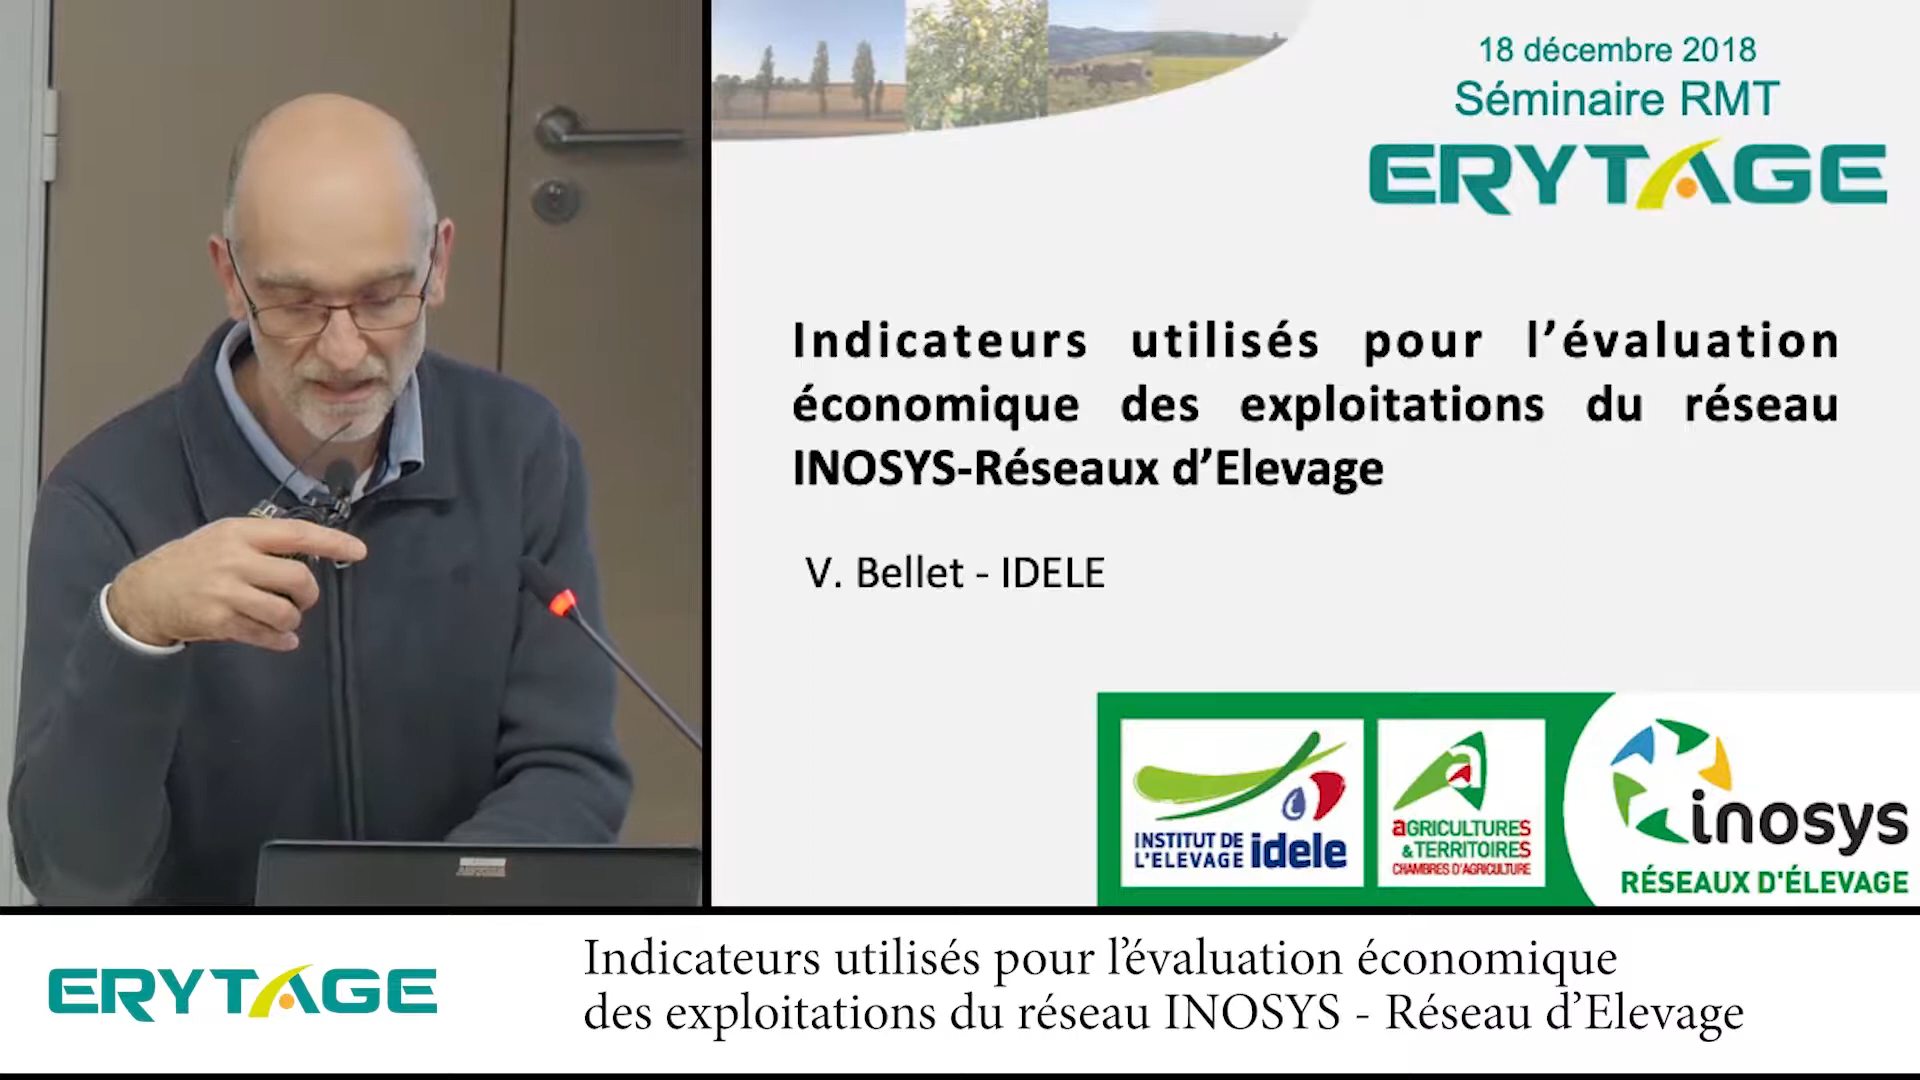 18 décembre 2018
Séminaire RMT
ERYTAGE
Indicateurs utilisés pour l’évaluation
économique des exploitations du réseau
INOSYS-Réseaux d’Elevage
V. Bellet - IDELE
INSTITUT DE
L'ELEVAGE idele
aGRICULTURES
& TERRITOIRES
CHAMBRES D'AGRICULTURE
inosys
RÉSEAUX D'ÉLEVAGE
ERYTAGE
Indicateurs utilisés pour l’évaluation économique
des exploitations du réseau INOSYS - Réseau d’Elevage